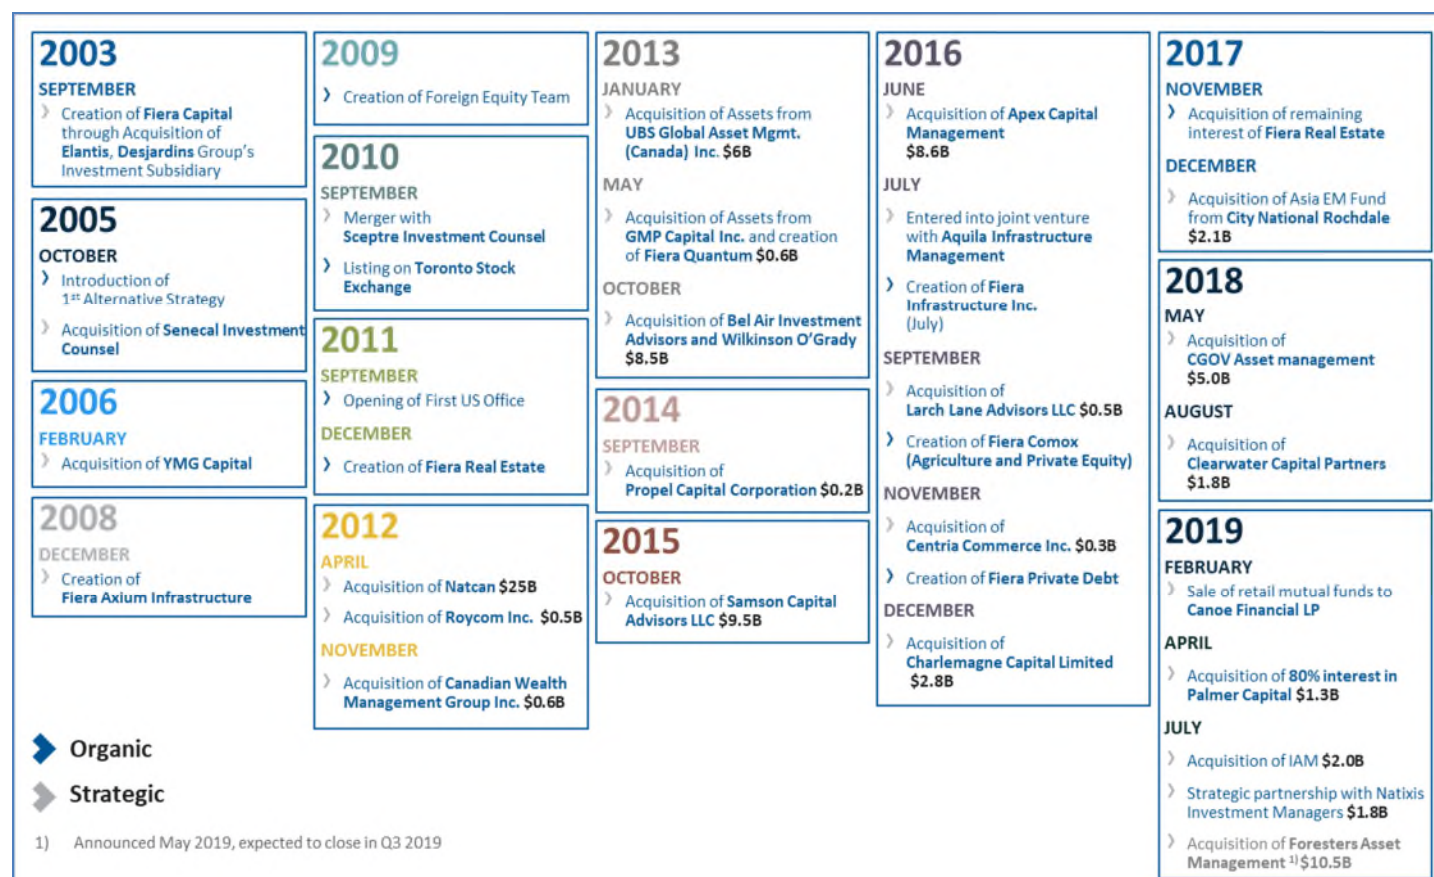 2003
SEPTEMBER
Creation of Fiera Capital
through Acquisition of
Elantis, Desjardins Group's
Investment Subsidiary
2005
OCTOBER
Introduction of
1st Alternative Strategy
Acquisition of Senecal Investment
Counsel
2006
FEBRUARY
Acquisition of YMG Capital
2008
DECEMBER
Creation of
Fiera Axium Infrastructure
2009
Creation of Foreign Equity Team
2010
SEPTEMBER
Merger with
Sceptre Investment Counsel
Listing on Toronto Stock
Exchange
2011
SEPTEMBER
Opening of First US Office
DECEMBER
Creation of Fiera Real Estate
2012
APRIL
Acquisition of Natcan $25B
Acquisition of Roycom Inc. $0.5B
NOVEMBER
Acquisition of Canadian Wealth
Management Group Inc. $0.6B
2013
JANUARY
Acquisition of Assets from
UBS Global Asset Mgmt.
(Canada) Inc. $6B
MAY
Acquisition of Assets from
GMP Capital Inc. and creation
of Fiera Quantum $0.6B
OCTOBER
Acquisition of Bel Air Investment
Advisors and Wilkinson O'Grady
$8.5B
2014
SEPTEMBER
Acquisition of
Propel Capital Corporation $0.2B
2015
OCTOBER
Acquisition of Samson Capital
Advisors LLC $9.5B
2016
JUNE
Acquisition of Apex Capital
Management
$8.6B
JULY
Entered into joint venture
with Aquila Infrastructure
Management
Creation of Fiera
Infrastructure Inc.
(July)
SEPTEMBER
Acquisition of
Larch Lane Advisors LLC $0.5B
Creation of Fiera Comox
(Agriculture and Private Equity)
NOVEMBER
Acquisition of
Centria Commerce Inc. $0.3B
Creation of Fiera Private Debt
DECEMBER
Acquisition of
Charlemagne Capital Limited
$2.8B
2017
NOVEMBER
Acquisition of remaining
interest of Fiera Real Estate
DECEMBER
Acquisition of Asia EM Fund
from City National Rochdale
$2.1B
2018
MAY
Acquisition of
CGOV Asset management
$5.0B
AUGUST
Acquisition of
Clearwater Capital Partners
$1.8B
2019
FEBRUARY
Sale of retail mutual funds to
Canoe Financial LP
APRIL
Acquisition of 80% interest in
Palmer Capital $1.3B
JULY
Acquisition of IAM $2.0B
Strategic partnership with Natixis
Investment Managers $1.8B
Acquisition of Foresters Asset
Management 1) $10.5B
Organic
Strategic
1) Announced May 2019, expected to close in Q3 2019